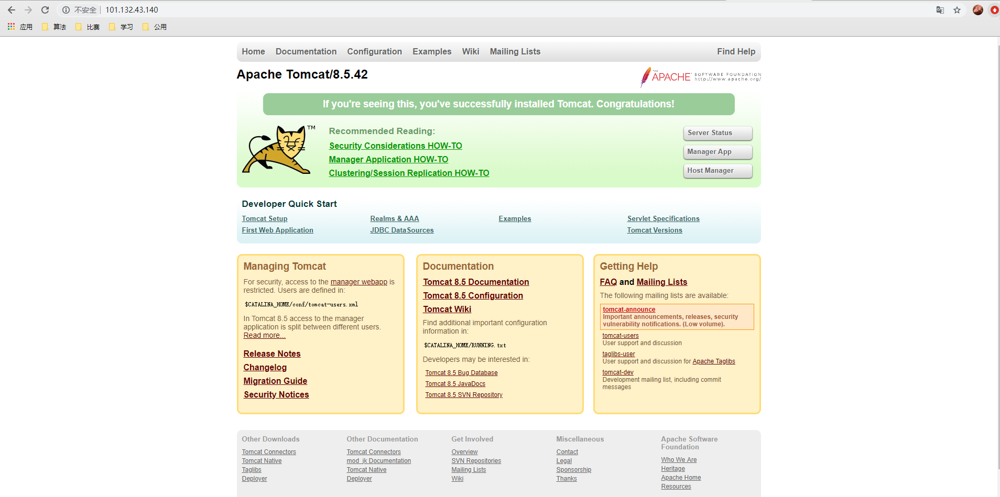 不安全 101.132.43.140
应用 算法 比赛 学习 公用
Home Documentation Configuration Examples Wiki Mailing Lists Find Help
Apache Tomcat/8.5.42
THE APACHE SOFTWARE FOUNDATION
http://www.apache.org/
If you're seeing this, you've successfully installed Tomcat. Congratulations!
TM
Recommended Reading:
Security Considerations HOW-TO
Manager Application HOW-TO
Clustering/Session Replication HOW-TO
Server Status
Manager App
Host Manager
Developer Quick Start
Tomcat Setup
First Web Application
Realms & AAA
JDBC DataSources
Examples
Servlet Specifications
Tomcat Versions
Managing Tomcat
For security, access to the manager webapp is
restricted. Users are defined in:
$CATALINA_HOME/conf/tomcat-users.xml
In Tomcat 8.5 access to the manager
application is split between different users.
Read more...
Release Notes
Changelog
Migration Guide
Security Notices
Documentation
Tomcat 8.5 Documentation
Tomcat 8.5 Configuration
Tomcat Wiki
Find additional important configuration
information in:
$CATALINA_HOME/RUNNING.txt
Developers may be interested in:
Tomcat 8.5 Bug Database
Tomcat 8.5 JavaDocs
Tomcat 8.5 SVN Repository
Getting Help
FAQ and Mailing Lists
The following mailing lists are available:
tomcat-announce
Important announcements, releases, security
vulnerability notifications. (Low volume).
tomcat-users
User support and discussion
taglibs-user
User support and discussion for Apache Taglibs
tomcat-dev
Development mailing list, including commit
messages
Other Downloads
Tomcat Connectors
Tomcat Native
Taglibs
Deployer
Other Documentation
Tomcat Connectors
mod_jk Documentation
Tomcat Native
Deployer
Get Involved
Overview
SVN Repositories
Mailing Lists
Wiki
Miscellaneous
Contact
Legal
Sponsorship
Thanks
Apache Software
Foundation
Who We Are
Heritage
Apache Home
Resources